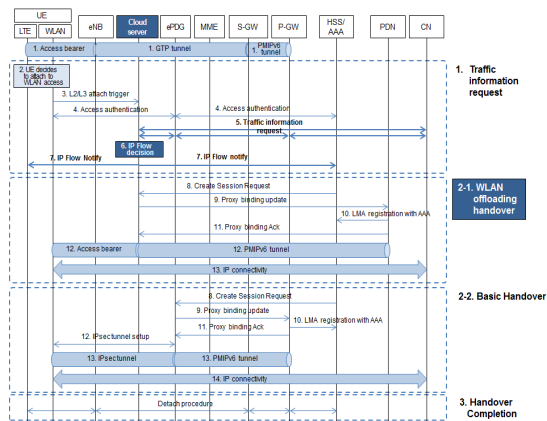 UE
LTE
WLAN
eNB
Cloud
server
ePDG
MME
S-GW
P-GW
HSS/
AAA
PDN
CN
1. Access bearer
1. GTP tunnel
1. PMIPv6
tunnel
2. UE decides
to attach to
WLAN access
3. L2/L3 attach trigger
4. Access authentication
4. Access authentication
5. Traffic information
request
6. IP Flow
decision
7. IP Flow Notify
7. IP Flow notify
1. Traffic
information
request
8. Create Session Request
9. Proxy binding update
10. LMA registration with AAA
11. Proxy binding Ack
12. Access bearer
12. PMIPv6 tunnel
13. IP connectivity
2-1. WLAN
offloading
handover
8. Create Session Request
9. Proxy binding update
10. LMA registration with AAA
11. Proxy binding Ack
12. IPsec tunnel setup
13. IPsec tunnel
13. PMIPv6 tunnel
14. IP connectivity
2-2. Basic Handover
Detach procedure
3. Handover
Completion